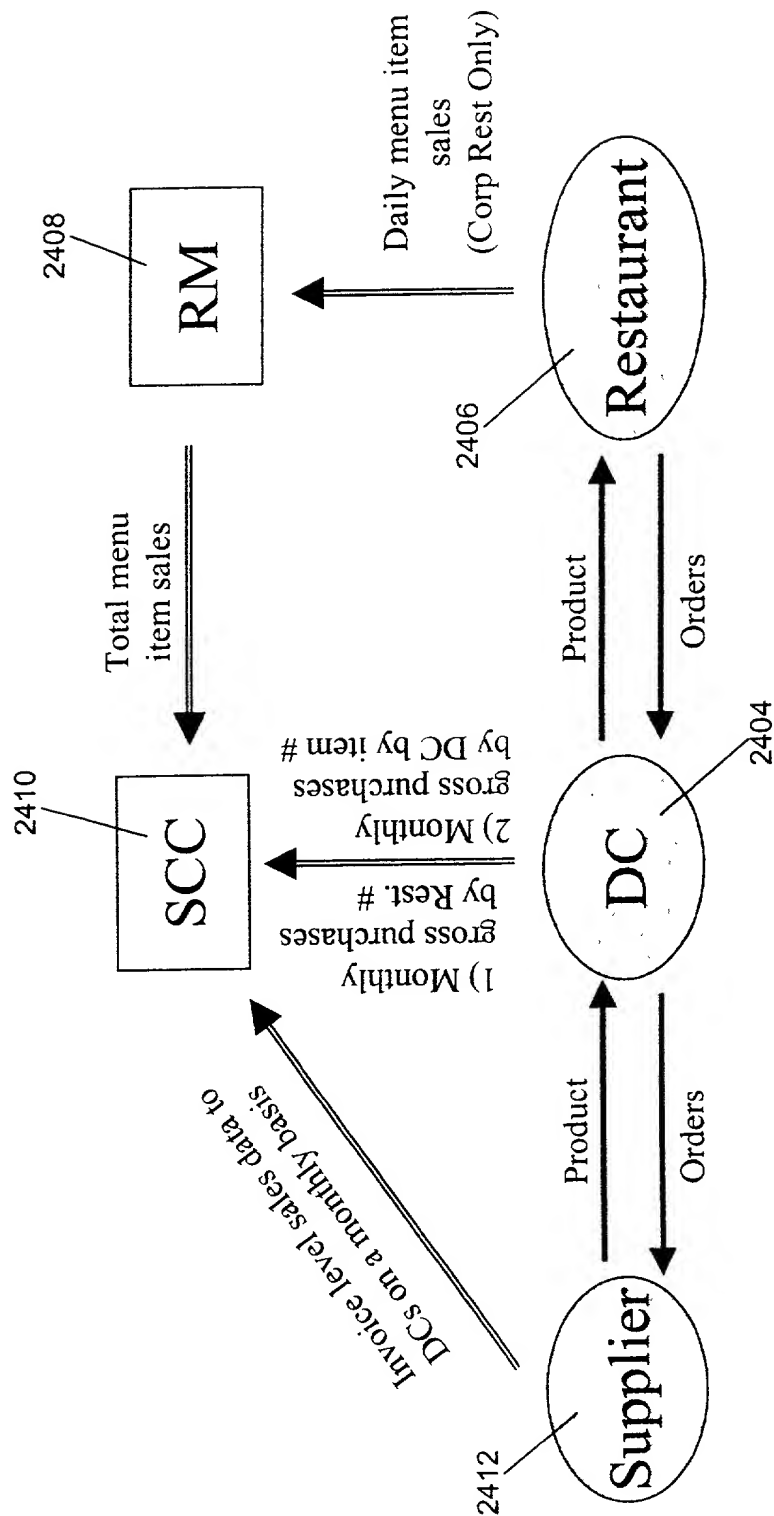 2410
SCC
Total menu
item sales
2408
RM
Invoice level sales data to
DCs on a monthly basis
1) Monthly
gross purchases
by Rest. #
2) Monthly
gross purchases
by DC by item #
Daily menu item
sales
(Corp Rest Only)
2412
Supplier
Product
Orders
DC
2404
Product
Orders
2406
Restaurant